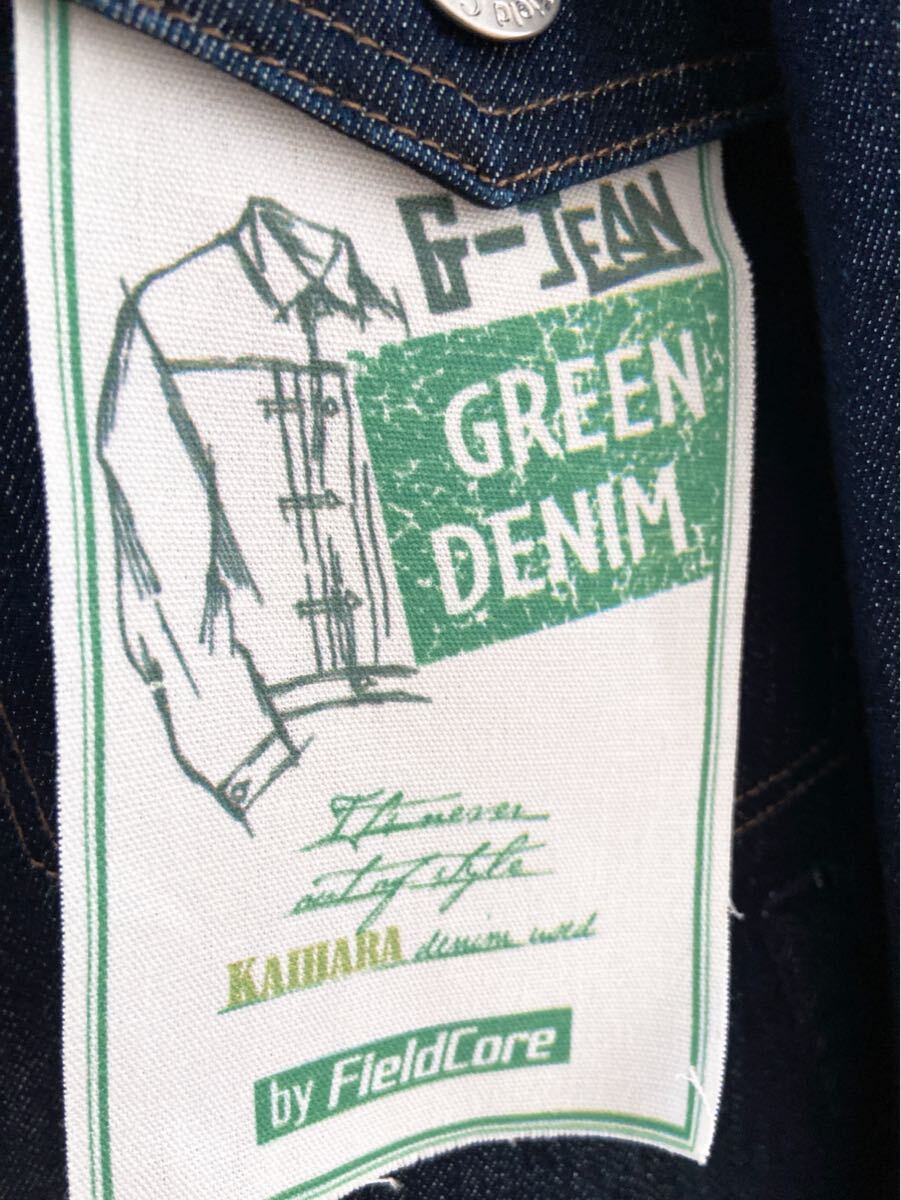 G-JEAN
GREEN
DENIM
It's never
out of style
KAIHARA denim used
by FieldCore